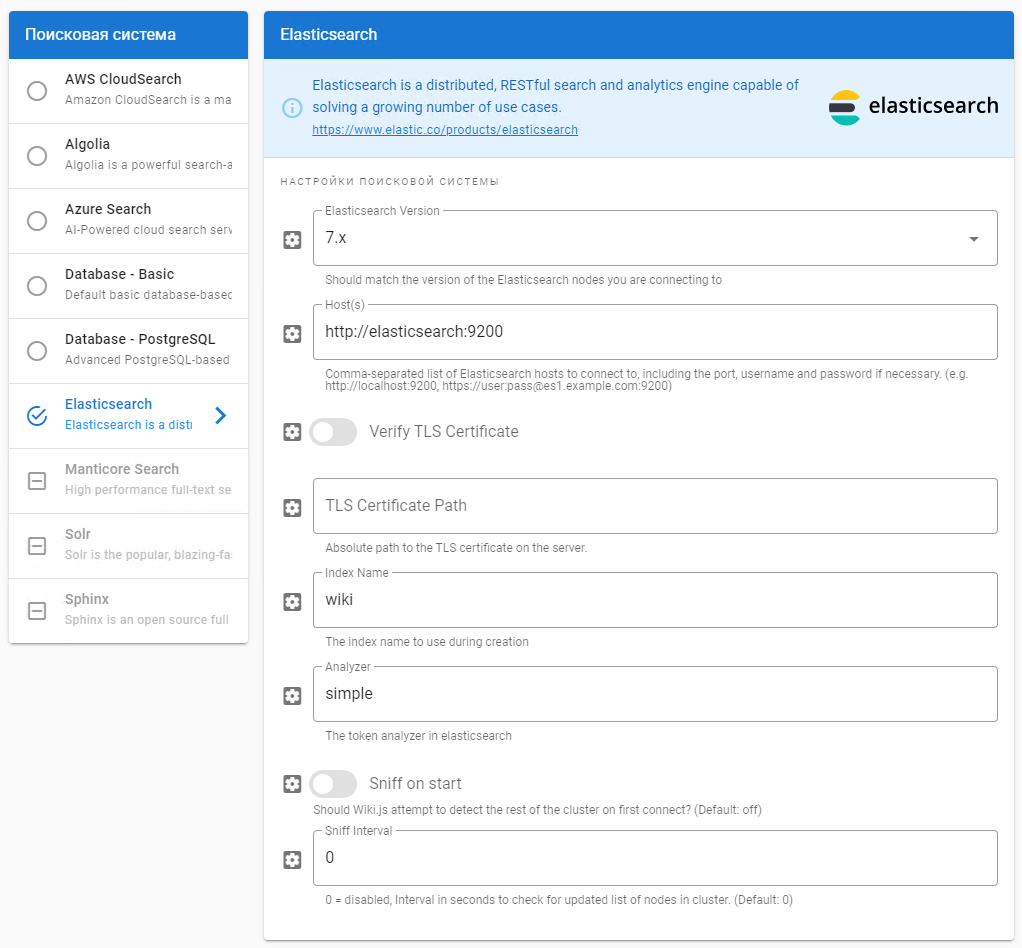 Поисковая система
AWS CloudSearch
Amazon CloudSearch is a ma
Algolia
Algolia is a powerful search-a
Azure Search
AI-Powered cloud search serv
Database - Basic
Default basic database-based
Database - PostgreSQL
Advanced PostgreSQL-based
Elasticsearch
Elasticsearch is a distr
Manticore Search
High performance full-text se
Solr
Solr is the popular, blazing-fa
Sphinx
Sphinx is an open source full
Elasticsearch
Elasticsearch is a distributed, RESTful search and analytics engine capable of
solving a growing number of use cases.
https://www.elastic.co/products/elasticsearch
elasticsearch
НАСТРОЙКИ ПОИСКОВОЙ СИСТЕМЫ
Elasticsearch Version
7.x
Should match the version of the Elasticsearch nodes you are connecting to
Host(s)
http://elasticsearch:9200
Comma-separated list of Elasticsearch hosts to connect to, including the port, username and password if necessary. (e.g.
http://localhost:9200, https://user:pass@es1.example.com:9200)
Verify TLS Certificate
TLS Certificate Path
Absolute path to the TLS certificate on the server.
Index Name
wiki
The index name to use during creation
Analyzer
simple
The token analyzer in elasticsearch
Sniff on start
Should Wiki.js attempt to detect the rest of the cluster on first connect? (Default: off)
Sniff Interval
0
0 = disabled, Interval in seconds to check for updated list of nodes in cluster. (Default: 0)